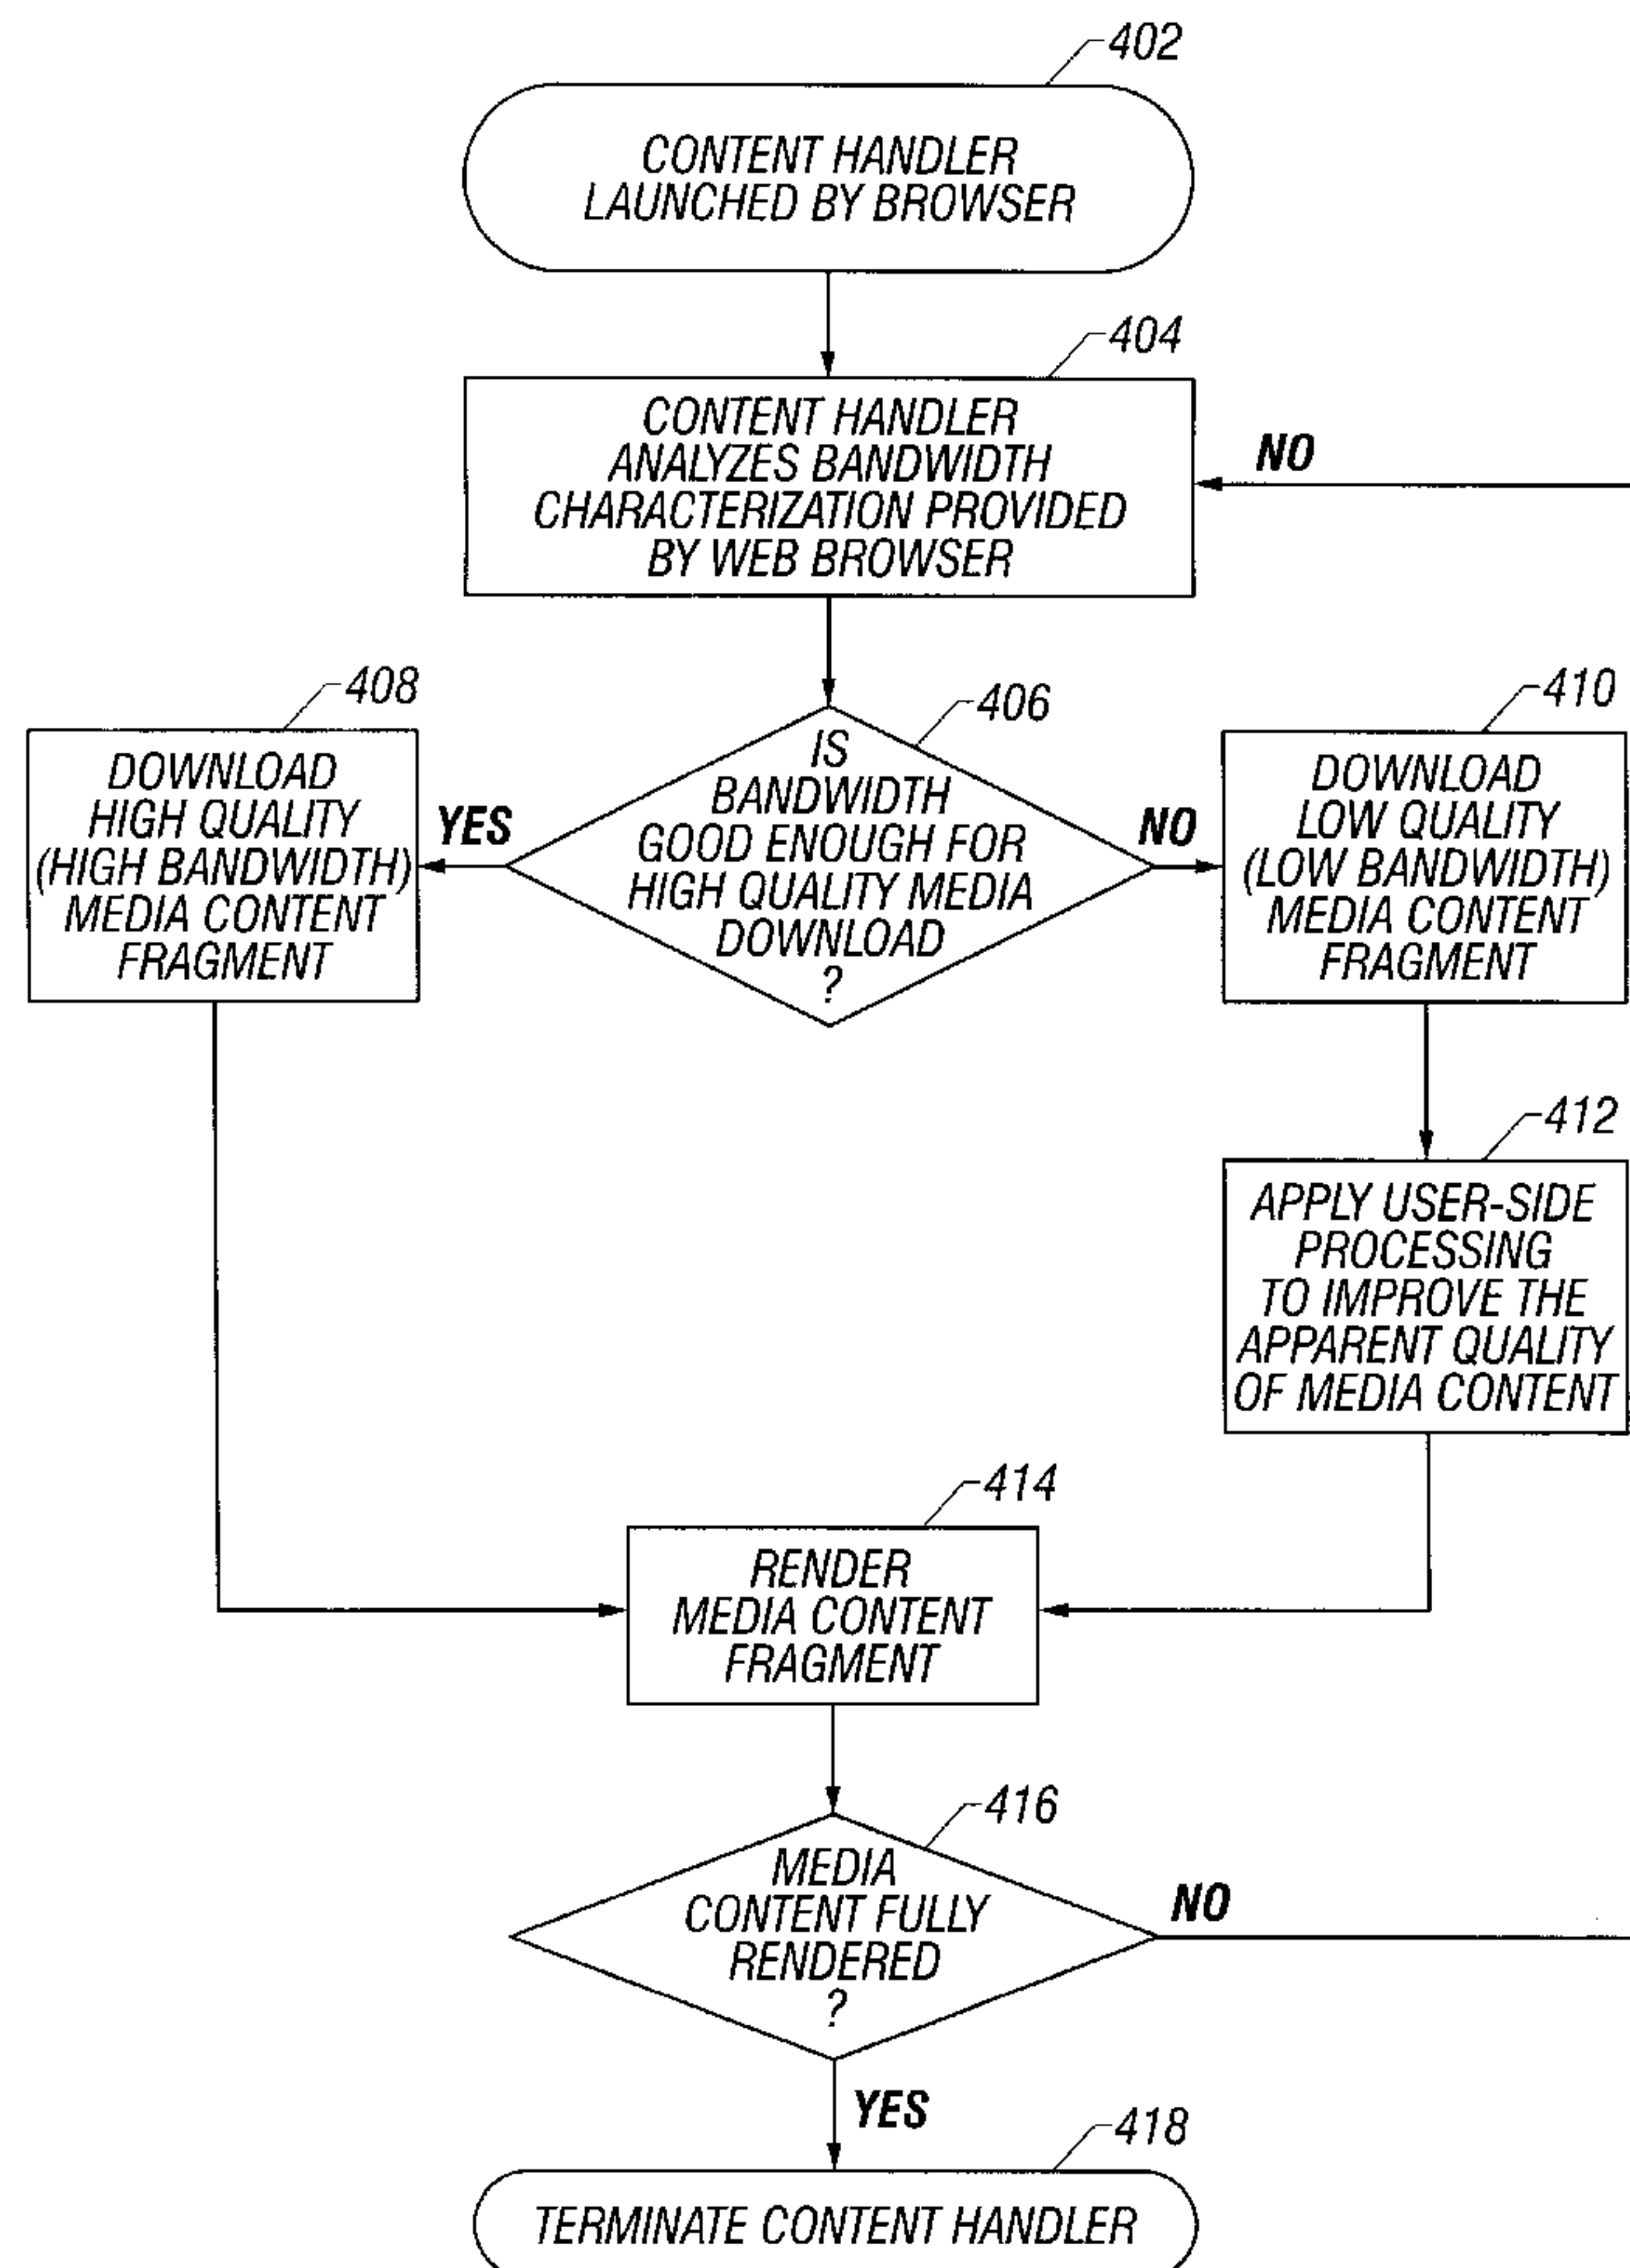 402
CONTENT HANDLER
LAUNCHED BY BROWSER
404
CONTENT HANDLER
ANALYZES BANDWIDTH
CHARACTERIZATION PROVIDED
BY WEB BROWSER
NO
408
DOWNLOAD
HIGH QUALITY
(HIGH BANDWIDTH)
MEDIA CONTENT
FRAGMENT
YES
406
IS
BANDWIDTH
GOOD ENOUGH FOR
HIGH QUALITY MEDIA
DOWNLOAD
?
NO
410
DOWNLOAD
LOW QUALITY
(LOW BANDWIDTH)
MEDIA CONTENT
FRAGMENT
412
APPLY USER-SIDE
PROCESSING
TO IMPROVE THE
APPARENT QUALITY
OF MEDIA CONTENT
414
RENDER
MEDIA CONTENT
FRAGMENT
416
MEDIA
CONTENT FULLY
RENDERED
?
NO
YES
418
TERMINATE CONTENT HANDLER